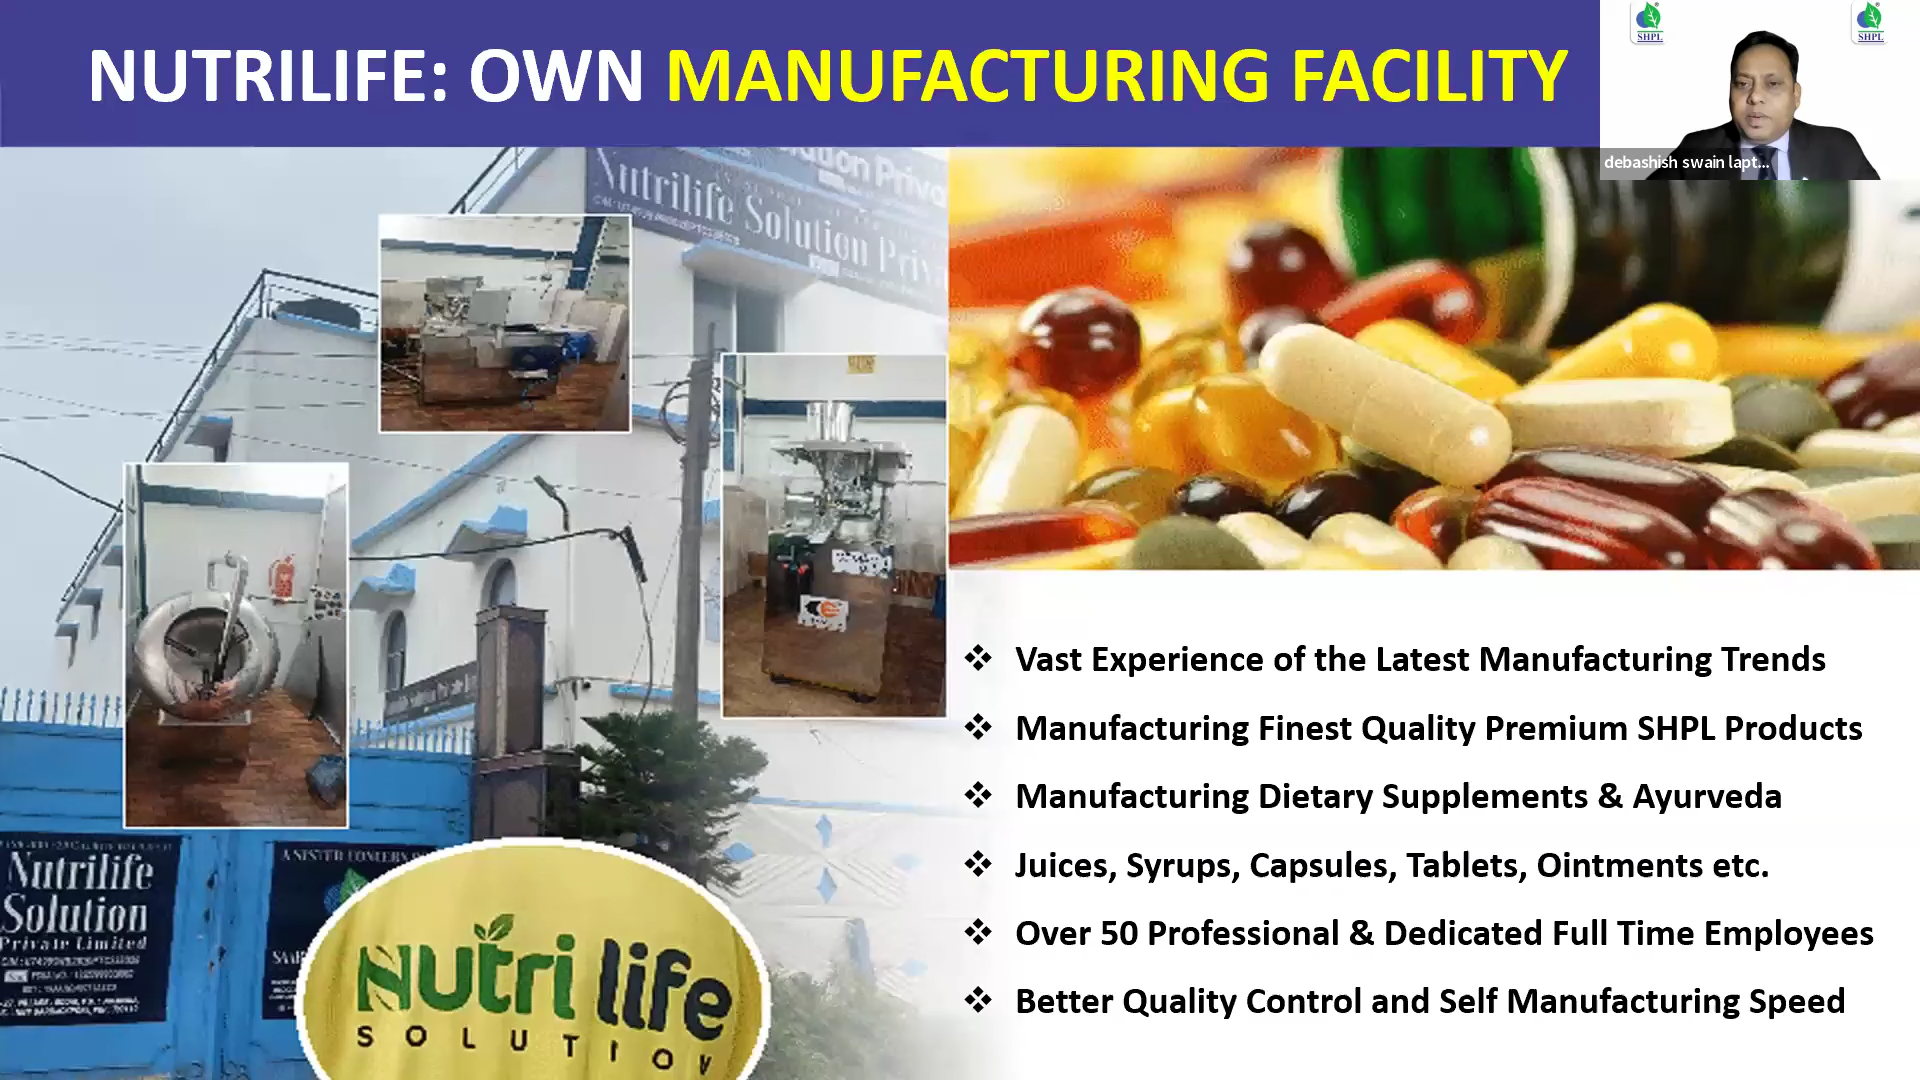 NUTRILIFE: OWN MANUFACTURING FACILITY
SHPL
SHPL
debashish swain lapt...
Nutrilife Solution Priva
❖ Vast Experience of the Latest Manufacturing Trends
❖ Manufacturing Finest Quality Premium SHPL Products
❖ Manufacturing Dietary Supplements & Ayurveda
❖ Juices, Syrups, Capsules, Tablets, Ointments etc.
❖ Over 50 Professional & Dedicated Full Time Employees
❖ Better Quality Control and Self Manufacturing Speed
Nutrilife
Solution
Private Limited
A SISTER CONCERN
Nutri life
SOLUTION